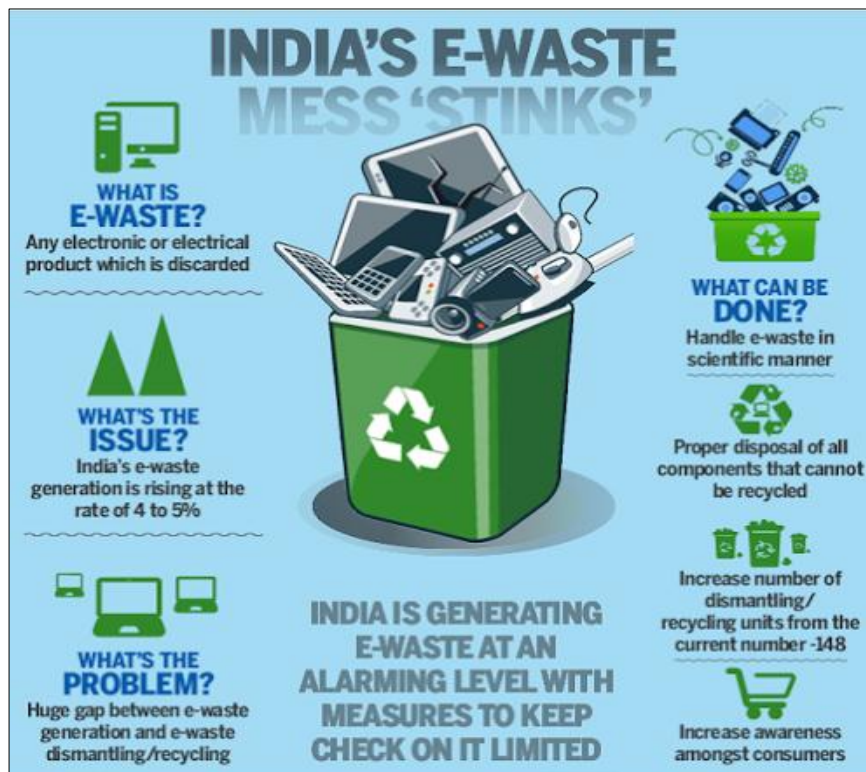 INDIA'S E-WASTE
MESS 'STINKS'
WHAT IS
E-WASTE?
Any electronic or electrical
product which is discarded
WHAT'S THE
ISSUE?
India's e-waste
generation is rising at the
rate of 4 to 5%
WHAT'S THE
PROBLEM?
Huge gap between e-waste
generation and e-waste
dismantling/recycling
INDIA IS GENERATING
E-WASTE AT AN
ALARMING LEVEL WITH
MEASURES TO KEEP
CHECK ON IT LIMITED
WHAT CAN BE
DONE?
Handle e-waste in
scientific manner
Proper disposal of all
components that cannot
be recycled
Increase number of
dismantling/
recycling units from the
current number -148
Increase awareness
amongst consumers